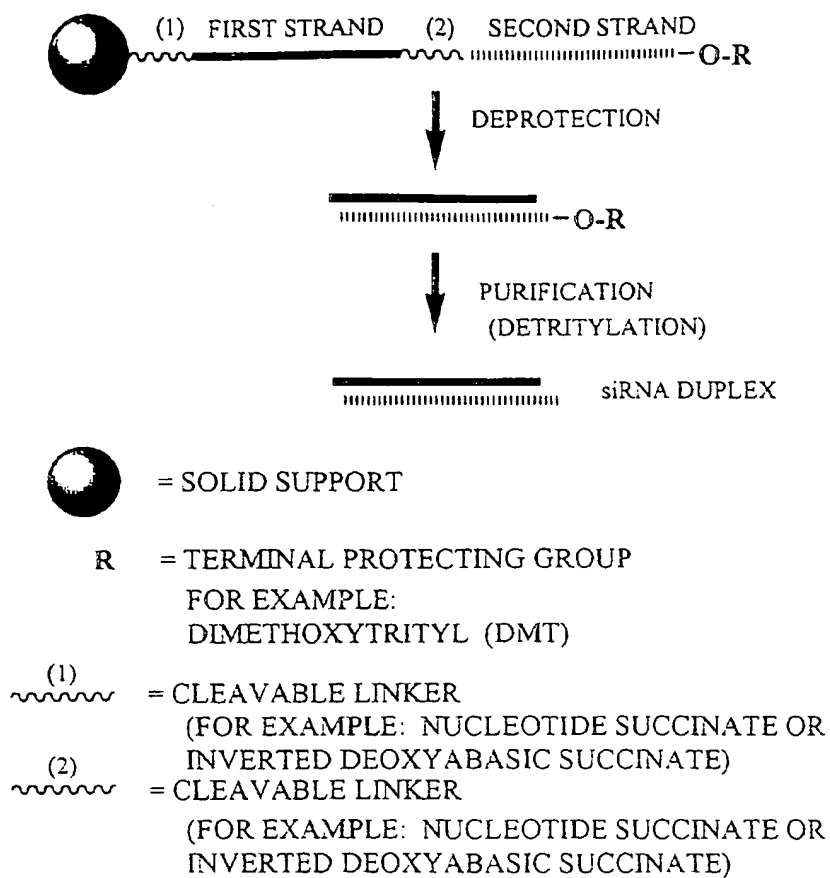 (1) FIRST STRAND (2) SECOND STRAND
O-R
DEPROTECTION
O-R
PURIFICATION
(DETRITYLATION)
siRNA DUPLEX
= SOLID SUPPORT
R = TERMINAL PROTECTING GROUP
FOR EXAMPLE:
DIMETHOXYTRITYL (DMT)
(1)
= CLEAVABLE LINKER
(FOR EXAMPLE: NUCLEOTIDE SUCCINATE OR
INVERTED DEOXYABASIC SUCCINATE)
(2)
= CLEAVABLE LINKER
(FOR EXAMPLE: NUCLEOTIDE SUCCINATE OR
INVERTED DEOXYABASIC SUCCINATE)